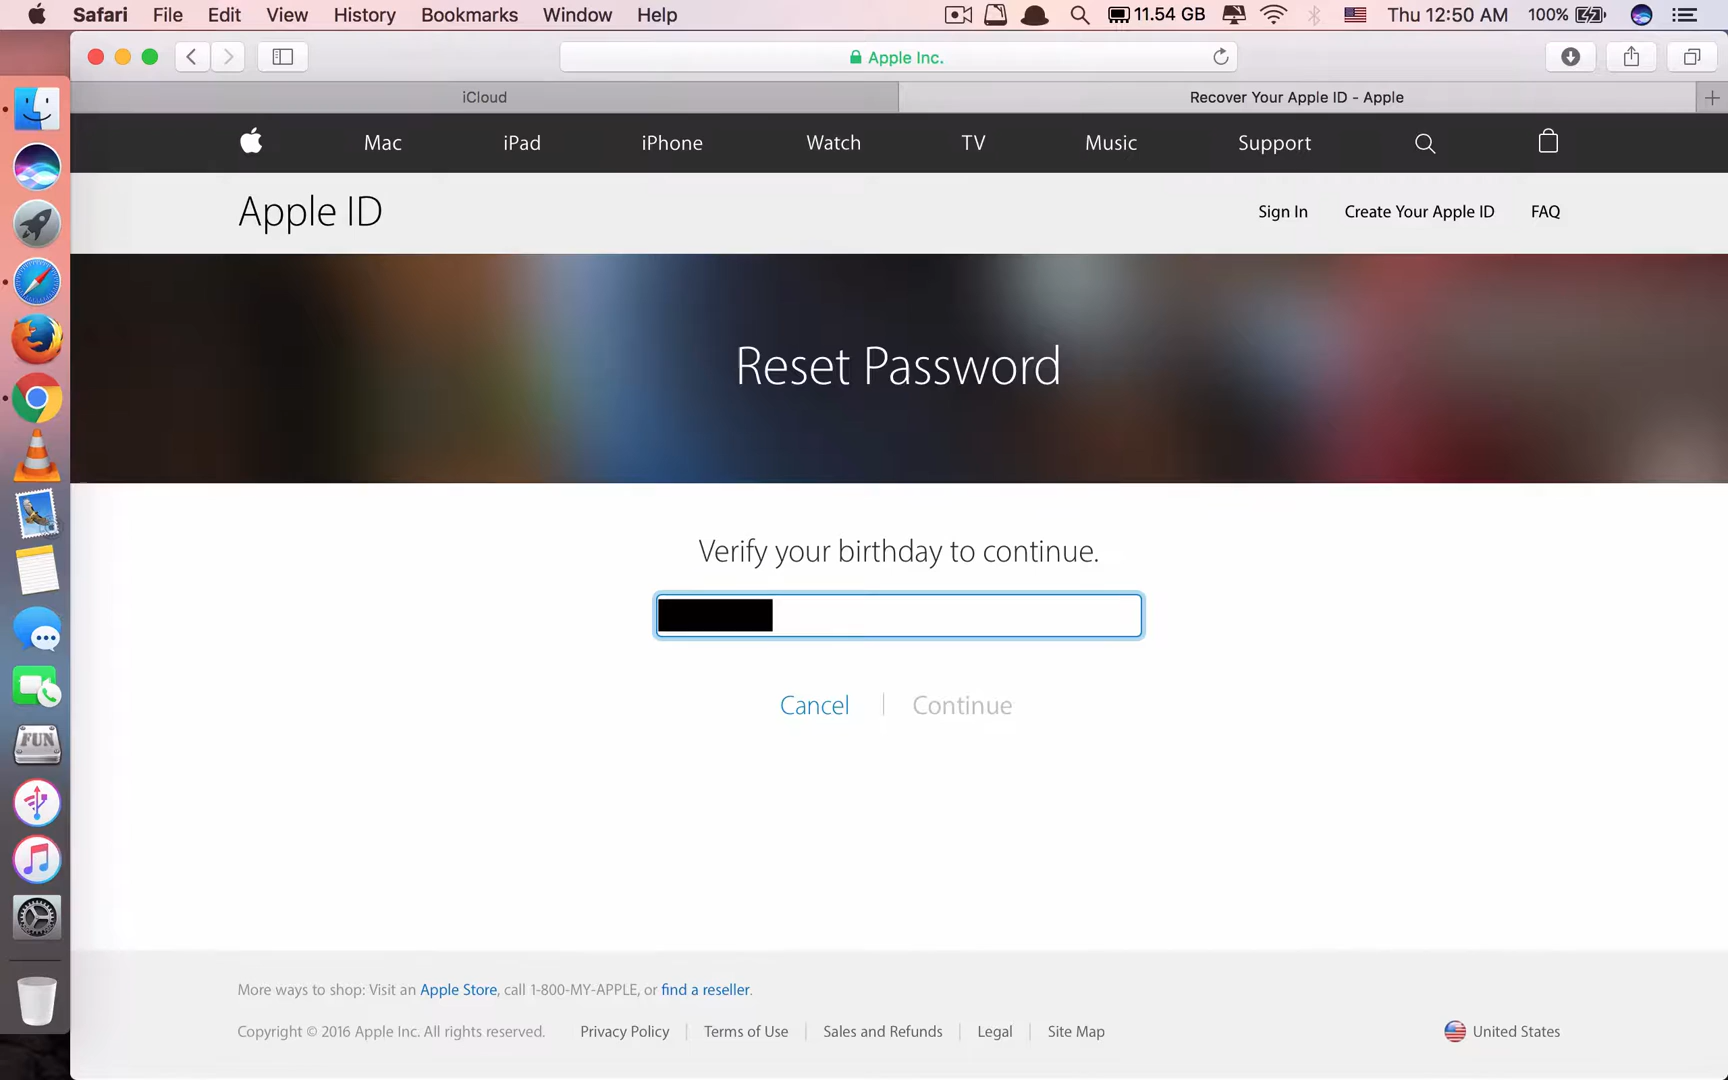 Safari File Edit View History Bookmarks Window Help 11.54 GB Thu 12:50 AM 100%
Apple Inc.
iCloud Recover Your Apple ID - Apple
Mac iPad iPhone Watch TV Music Support
Apple ID Sign In Create Your Apple ID FAQ
Reset Password
Verify your birthday to continue.
Cancel Continue
FUN
More ways to shop: Visit an Apple Store, call 1-800-MY-APPLE, or find a reseller.
Copyright © 2016 Apple Inc. All rights reserved. Privacy Policy Terms of Use Sales and Refunds Legal Site Map United States